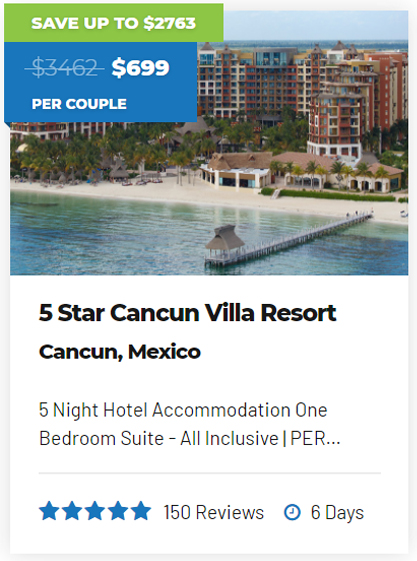 SAVE UP TO $2763
$3462 $699
PER COUPLE
5 Star Cancun Villa Resort
Cancun, Mexico
5 Night Hotel Accommodation One
Bedroom Suite - All Inclusive | PER...
150 Reviews 6 Days